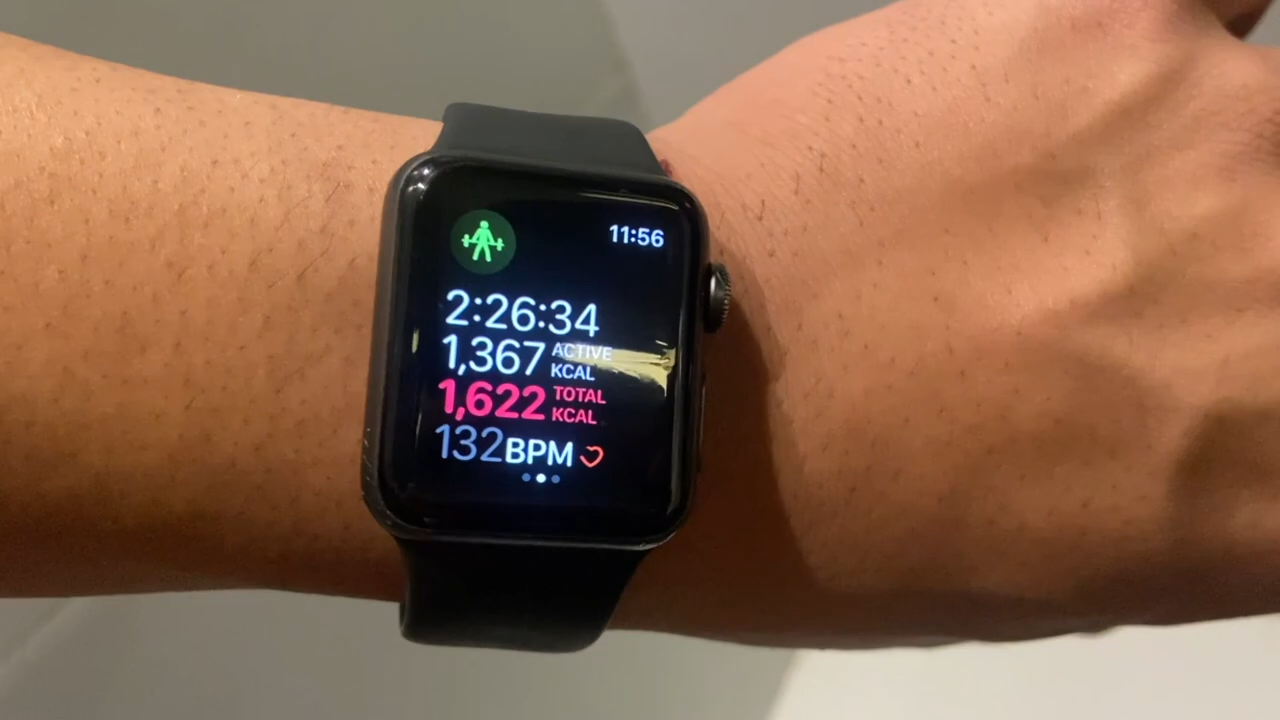 11:56
2:26:34
1,367 ACTIVE KCAL
1,622 TOTAL KCAL
132BPM